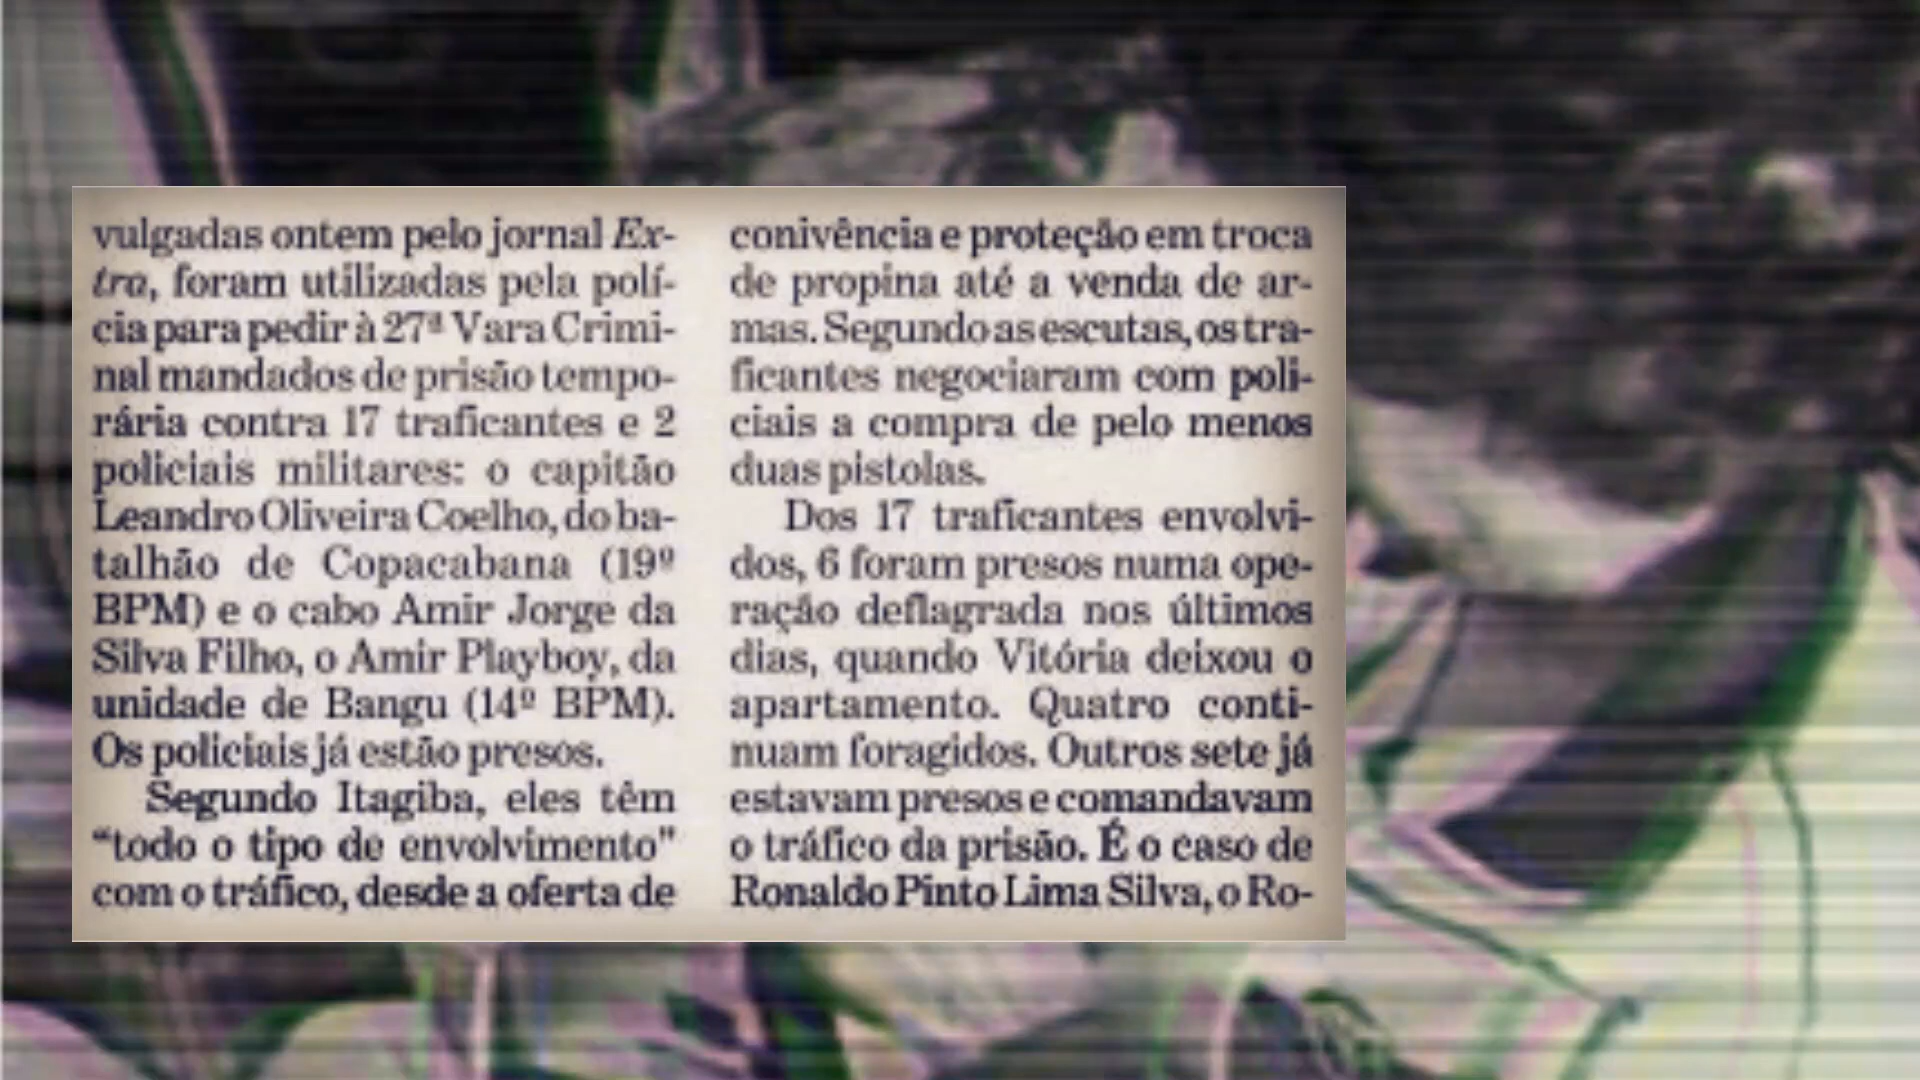 vulgadas ontem pelo jornal Ex-
tra, foram utilizadas pela polí-
cia para pedir à 27ª Vara Crimi-
nal mandados de prisão tempo-
rária contra 17 traficantes e 2
policiais militares: o capitão
Leandro Oliveira Coelho, do ba-
talhão de Copacabana (19º
BPM) e o cabo Amir Jorge da
Silva Filho, o Amir Playboy, da
unidade de Bangu (14º BPM).
Os policiais já estão presos.
Segundo Itagiba, eles têm
“todo o tipo de envolvimento"
com o tráfico, desde a oferta de
conivência e proteção em troca
de propina até a venda de ar-
mas. Segundo as escutas, os tra-
ficantes negociaram com poli-
ciais a compra de pelo menos
duas pistolas.
Dos 17 traficantes envolvi-
dos, 6 foram presos numa ope-
ração deflagrada nos últimos
dias, quando Vitória deixou o
apartamento. Quatro conti-
nuam foragidos. Outros sete já
estavam presos e comandavam
o tráfico da prisão. É o caso de
Ronaldo Pinto Lima Silva, o Ro-